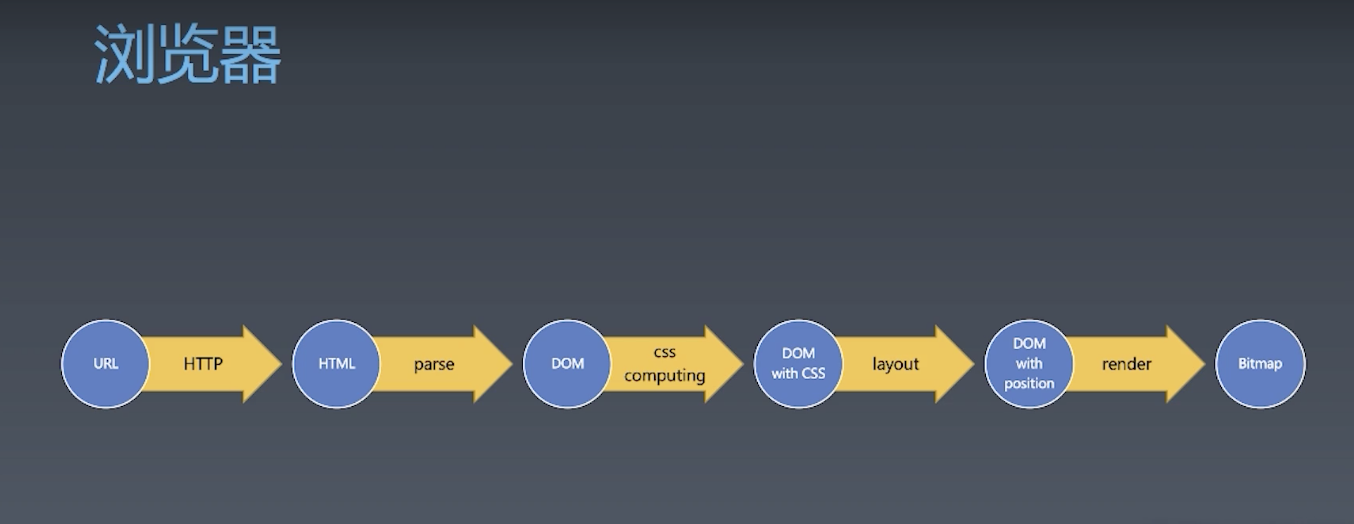 浏览器
URL
HTTP
HTML
parse
DOM
css
computing
DOM
with CSS
layout
DOM
with
position
render
Bitmap